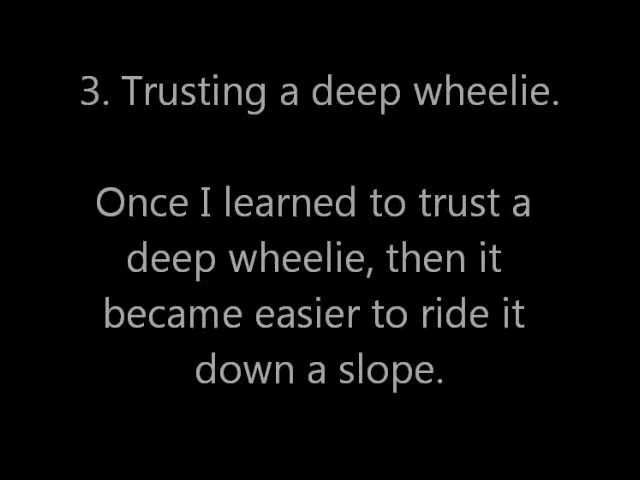 3. Trusting a deep wheelie.
Once I learned to trust a
deep wheelie, then it
became easier to ride it
down a slope.